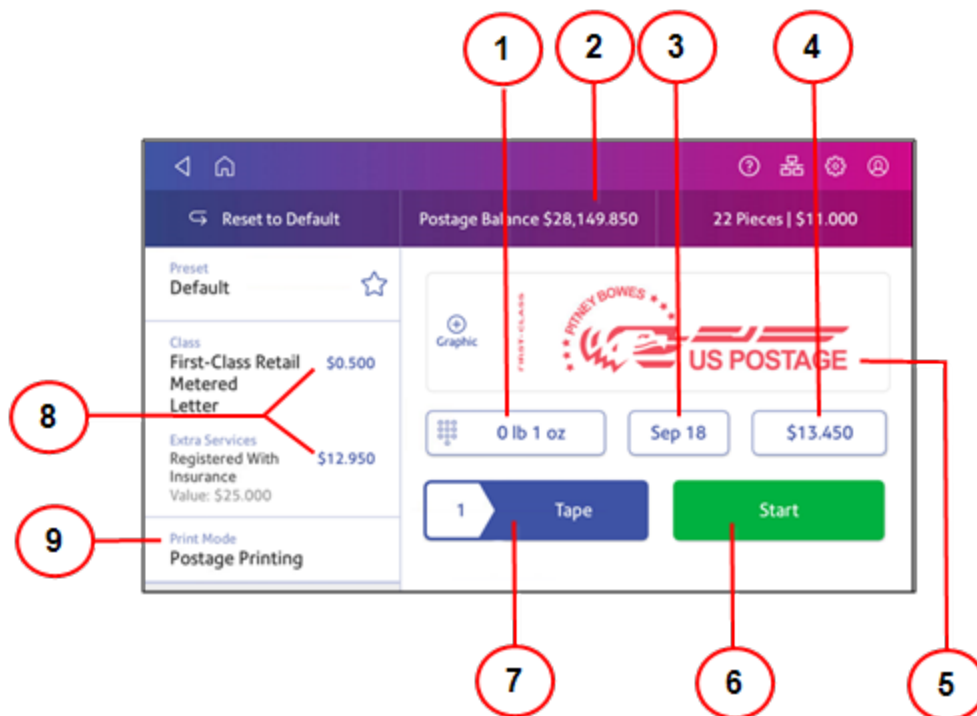 1
2
3
4
Reset to Default
Postage Balance $28,149.850
22 Pieces | $11.000
Preset
Default
Class
First-Class Retail $0.500
Metered
Letter
Extra Services
Registered With $12.950
Insurance
Value: $25.000
Print Mode
Postage Printing
Graphic
FIRST-CLASS
PITNEY BOWES
US POSTAGE
0 lb 1 oz
Sep 18
$13.450
1 Tape
Start
8
9
7
6
5